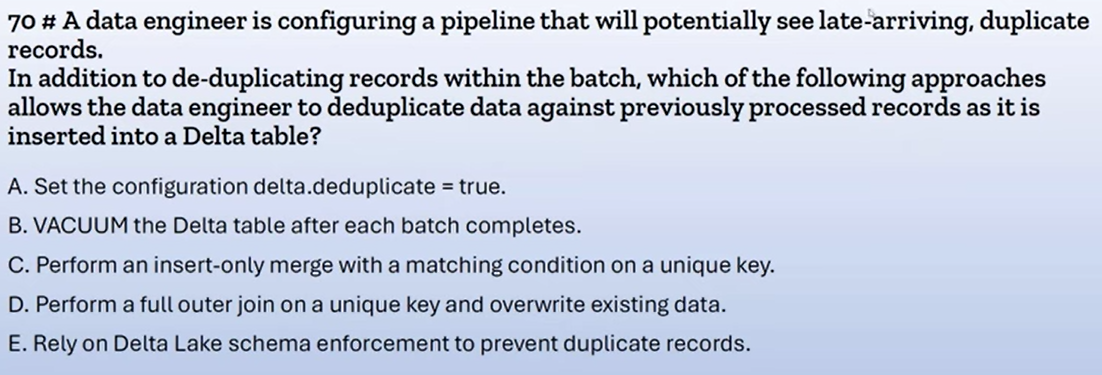 70 # A data engineer is configuring a pipeline that will potentially see late-arriving, duplicate
records.
In addition to de-duplicating records within the batch, which of the following approaches
allows the data engineer to deduplicate data against previously processed records as it is
inserted into a Delta table?
A. Set the configuration delta.deduplicate = true.
B. VACUUM the Delta table after each batch completes.
C. Perform an insert-only merge with a matching condition on a unique key.
D. Perform a full outer join on a unique key and overwrite existing data.
E. Rely on Delta Lake schema enforcement to prevent duplicate records.